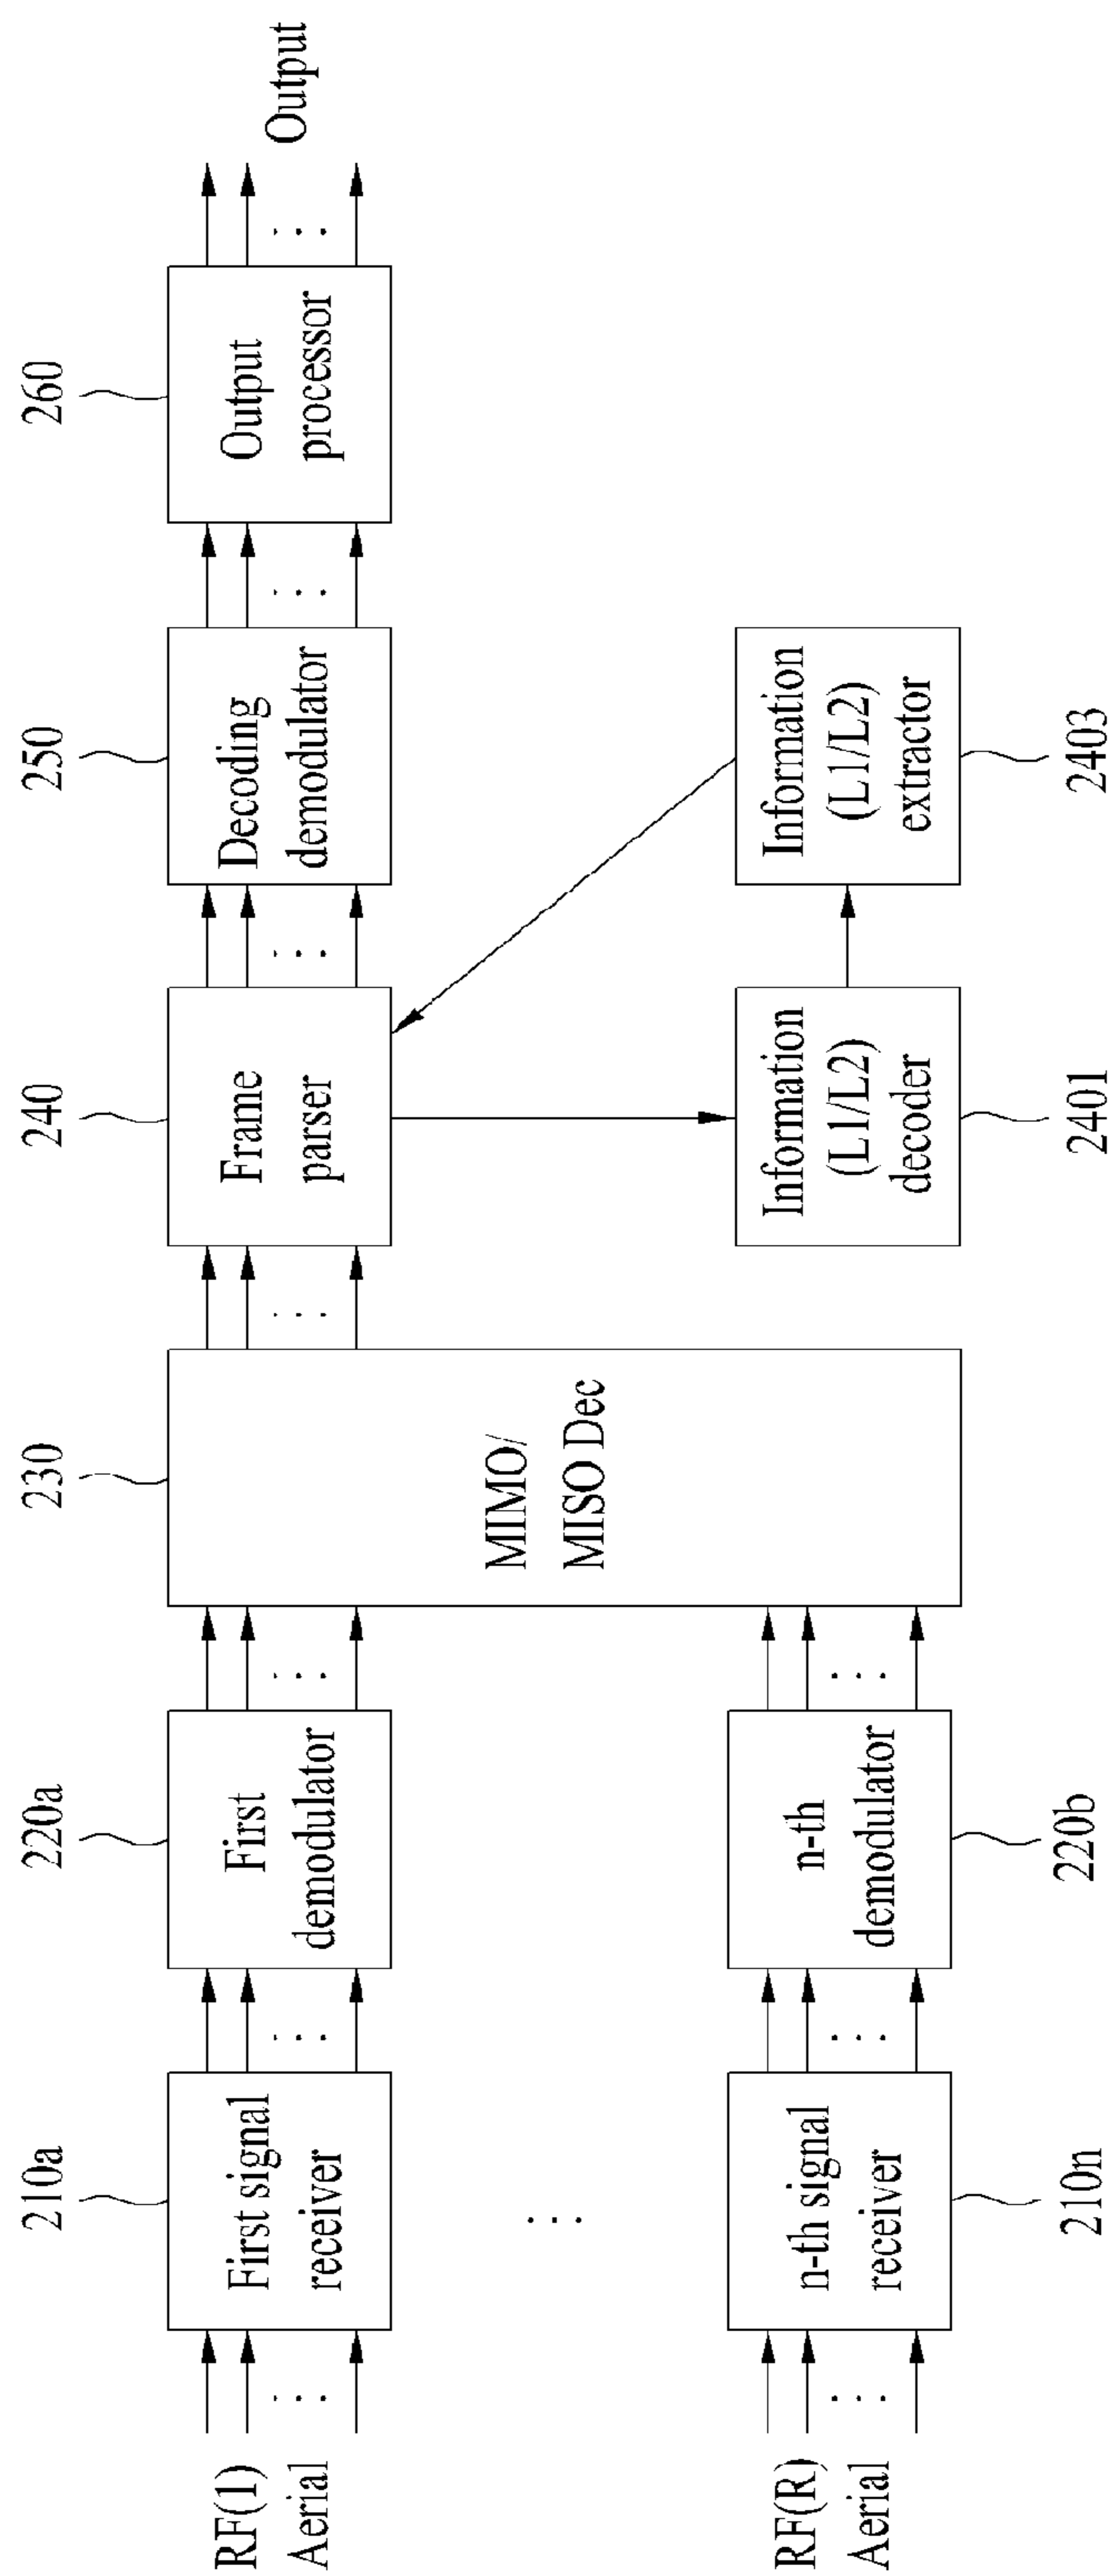 210a
220a
230
240
250
260
RF(1)
Aerial
First signal
receiver
First
demodulator
MIMO/
MISO Dec
Frame
parser
Decoding
demodulator
Output
processor
Output
RF(R)
Aerial
n-th signal
receiver
n-th
demodulator
Information
(L1/L2)
decoder
Information
(L1/L2)
extractor
210n
220b
2401
2403